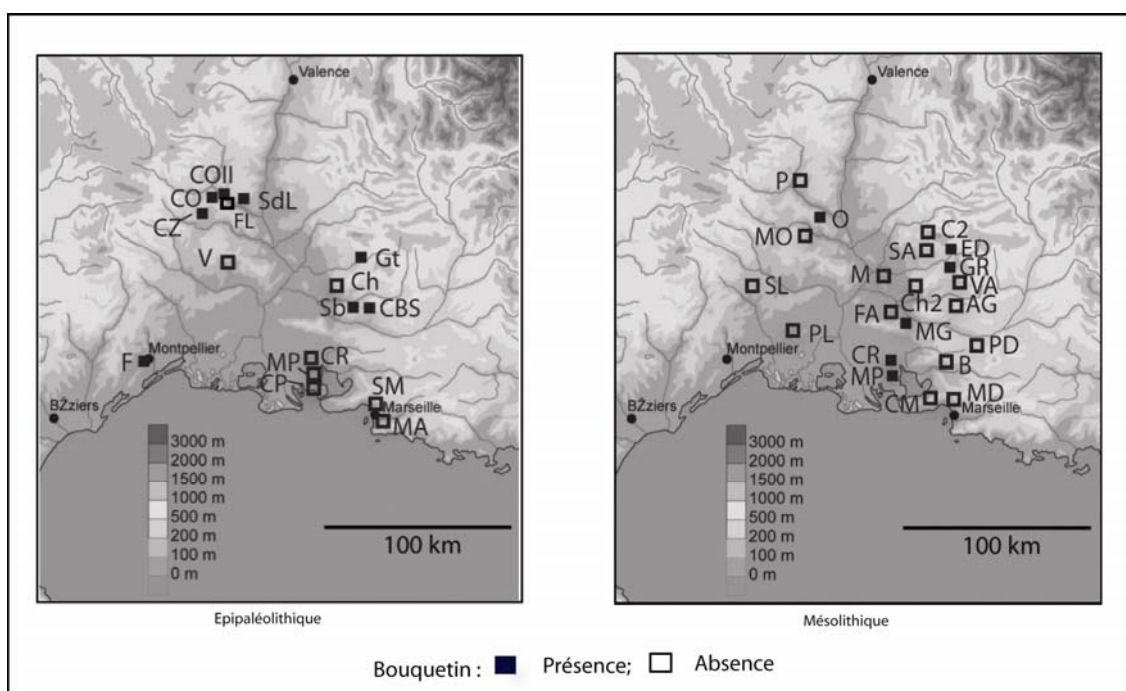 Valence
COII
CO
SdL
CZ
FL
V
Gt
Ch
Sb
CBS
F
Montpellier
MP
CR
CP
SM
BŽziers
Marseille
MA
3000 m
2000 m
1500 m
1000 m
500 m
200 m
100 m
0 m
100 km
Epipaléolithique
Valence
P
O
MO
C2
SA
ED
GR
M
SL
VA
Ch2
AG
FA
MG
PL
PD
Montpellier
CR
B
MP
CM
MD
BŽziers
Marseille
3000 m
2000 m
1500 m
1000 m
500 m
200 m
100 m
0 m
100 km
Mésolithique
Bouquetin : Présence; Absence